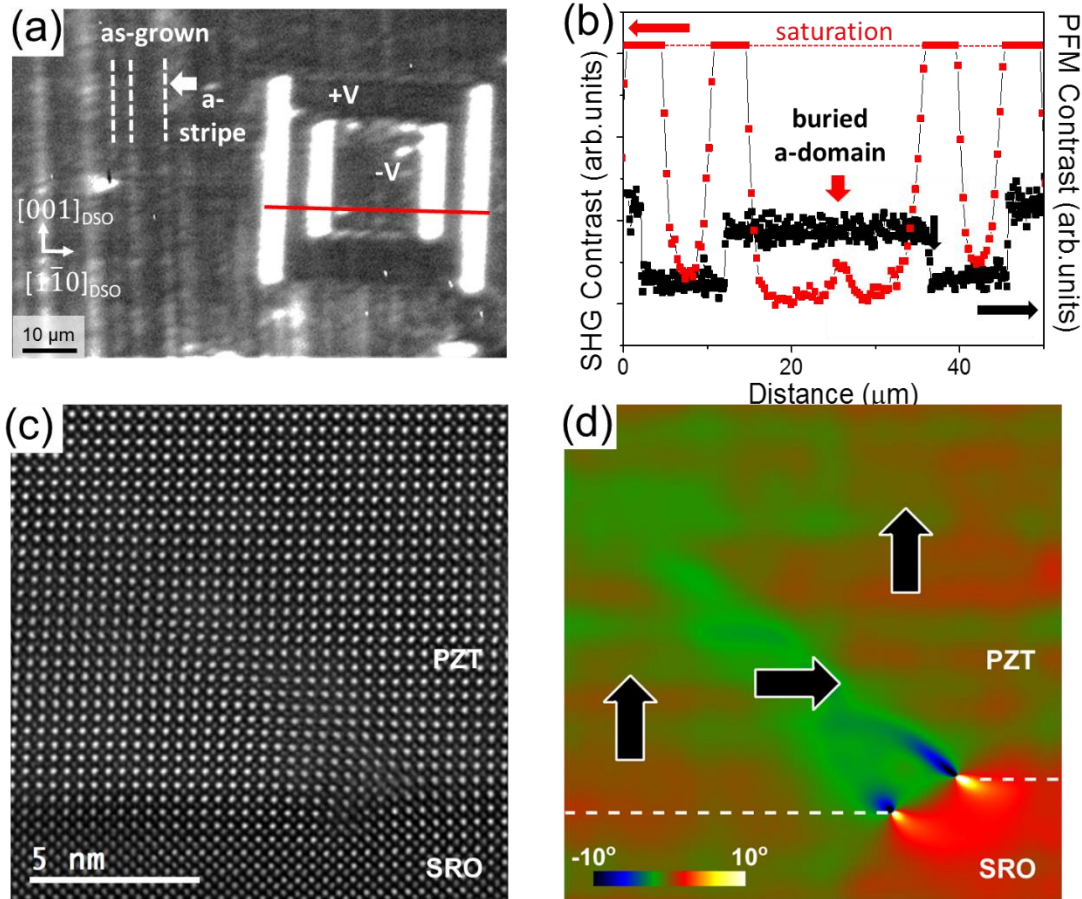 (a)
as-grown
a-
stripe
+V
-V
[001]DSO
[11̅0]DSO
10 µm
(b)
saturation
buried
a-domain
SHG Contrast (arb.units)
PFM Contrast (arb.units)
0
20
40
Distance (µm)
(c)
PZT
5 nm
SRO
(d)
PZT
-10° 10°
SRO